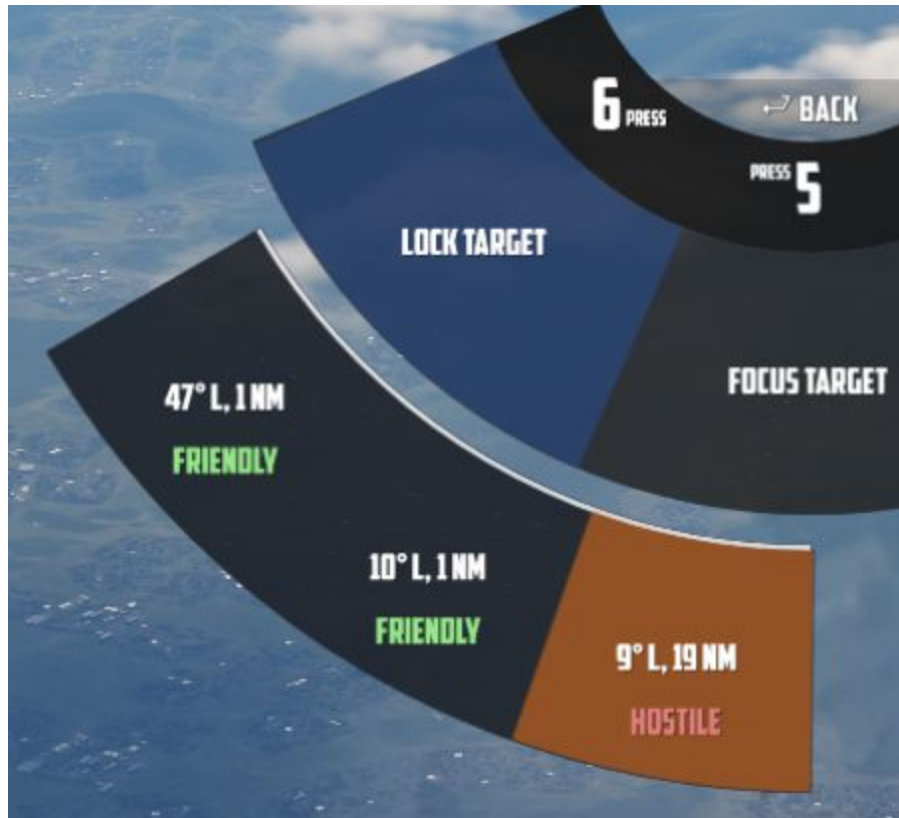 6 PRESS
BACK
PRESS 5
LOCK TARGET
FOCUS TARGET
47° L, 1 NM
FRIENDLY
10° L, 1 NM
FRIENDLY
9° L, 19 NM
HOSTILE